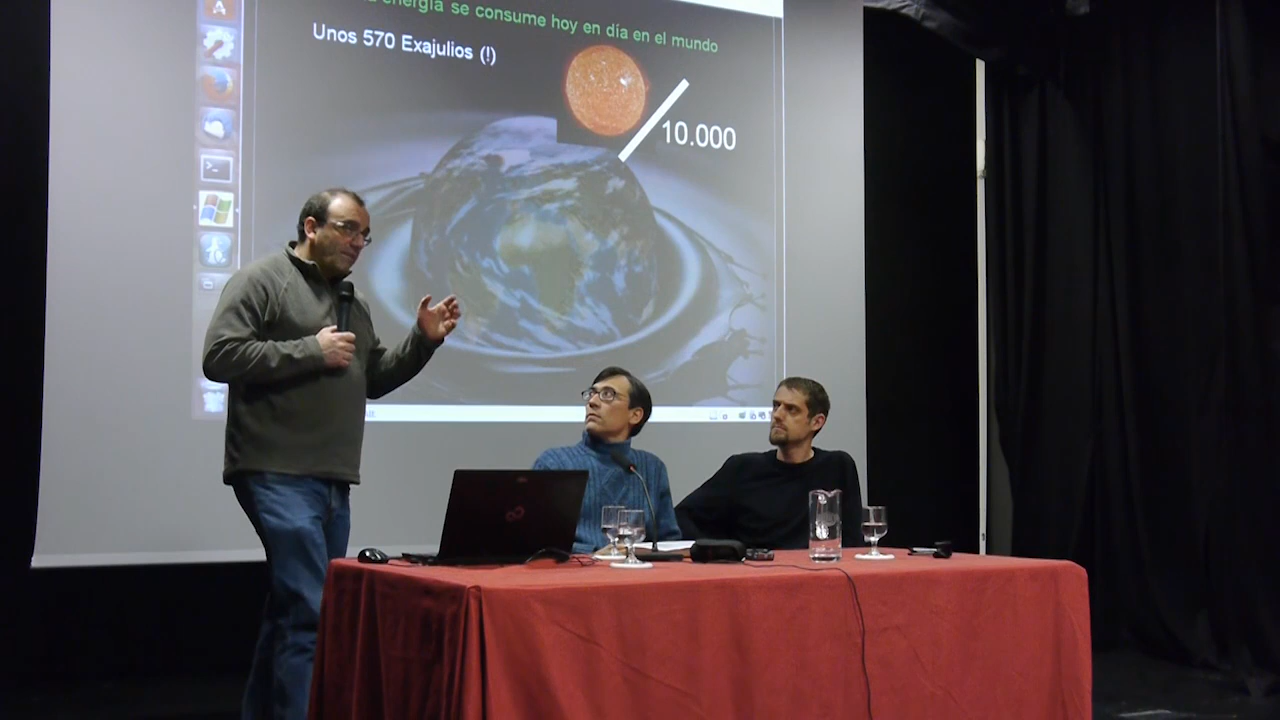 energía se consume hoy en día en el mundo
Unos 570 Exajulios (!)
10.000